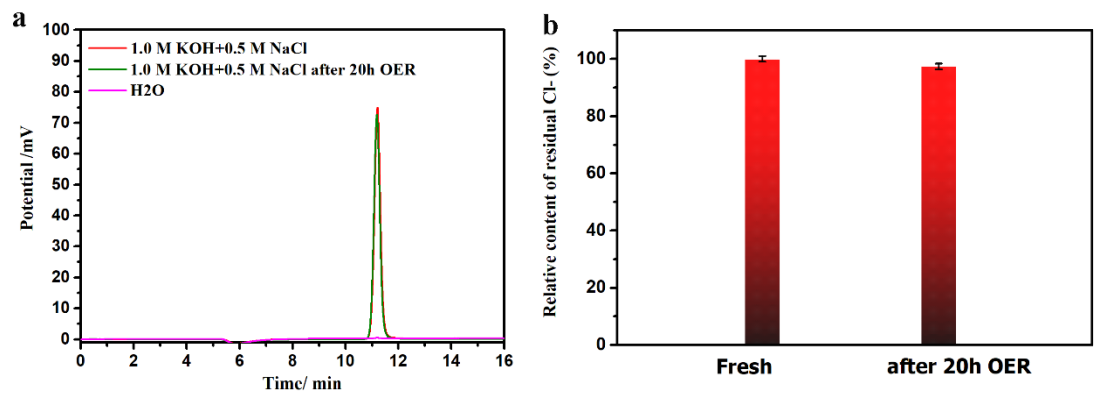 a
100
90
80
70
60
50
40
30
20
10
0
Potential /mV
1.0 M KOH+0.5 M NaCl
1.0 M KOH+0.5 M NaCl after 20h OER
H2O
0 2 4 6 8 10 12 14 16
Timc/ min
b
100
80
60
40
20
0
Relative content of residual Cl- (%)
Fresh after 20h OER